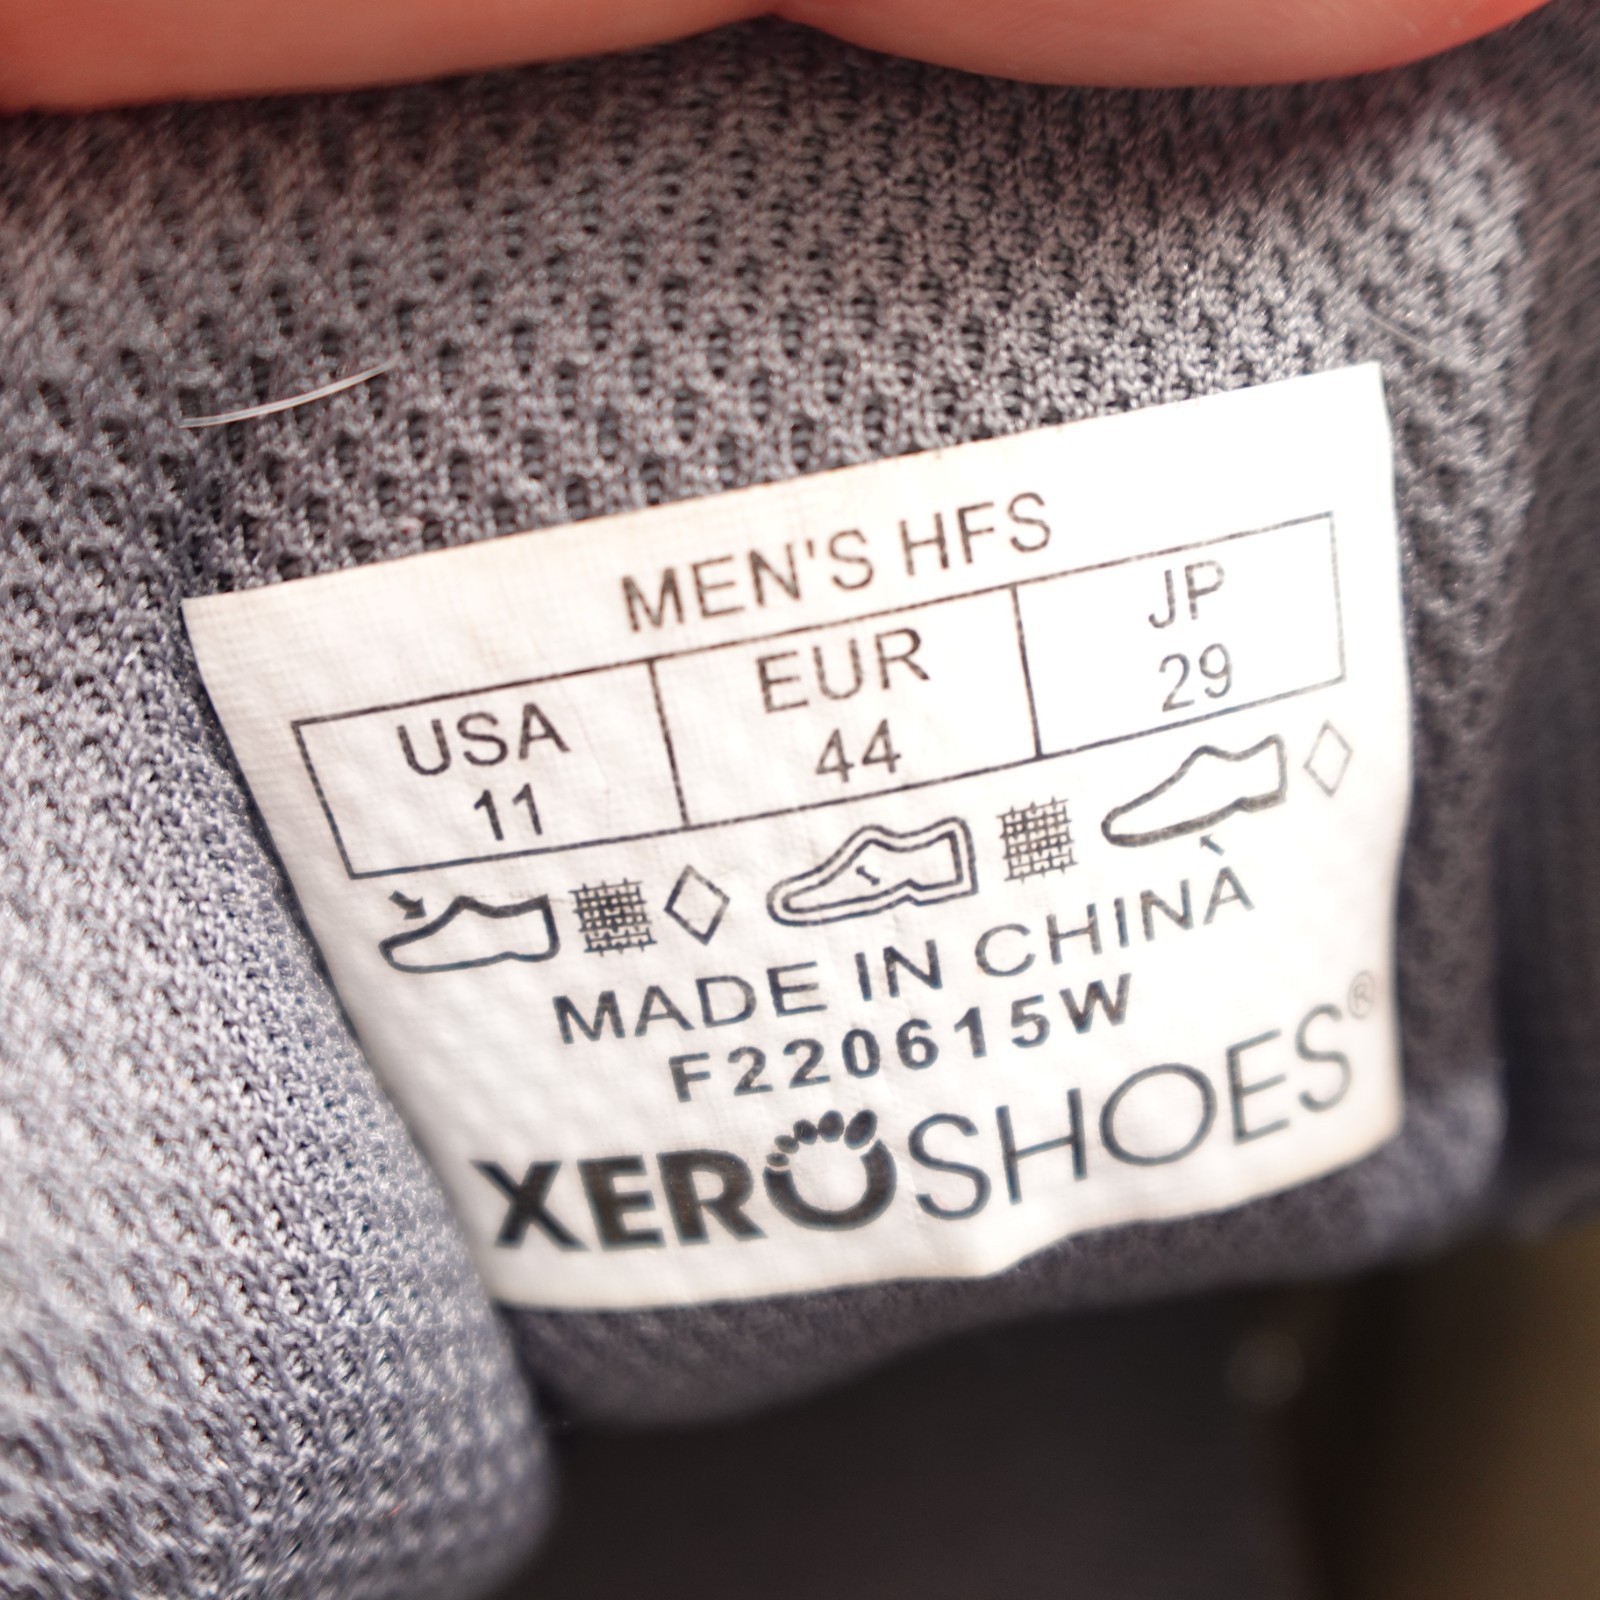 MEN'S HFS
USA EUR JP
11 44 29
MADE IN CHINA
F220615W
XEROSHOES®